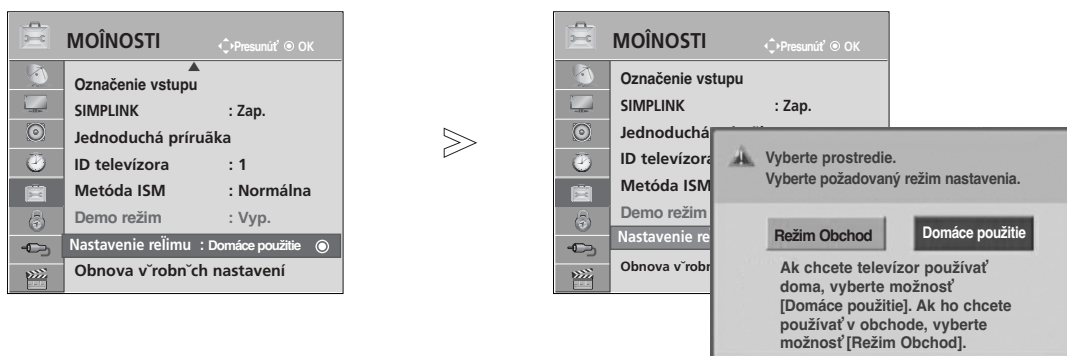 MOÎNOSTI
Presunúť ◉ OK
Označenie vstupu
SIMPLINK : Zap.
Jednoduchá príruãka
ID televízora : 1
Metóda ISM : Normálna
Demo režim : Vyp.
Nastavenie reÏimu : Domáce použitie ◉
Obnova v˘robn˘ch nastavení
MOÎNOSTI
Presunúť ◉ OK
Označenie vstupu
SIMPLINK : Zap.
Jednoduchá
ID televízora
Metóda ISM
Demo režim
Nastavenie re
Obnova v˘robn
Vyberte prostredie.
Vyberte požadovaný režim nastavenia.
Režim Obchod
Domáce použitie
Ak chcete televízor používať
doma, vyberte možnosť
[Domáce použitie]. Ak ho chcete
používať v obchode, vyberte
možnosť [Režim Obchod].